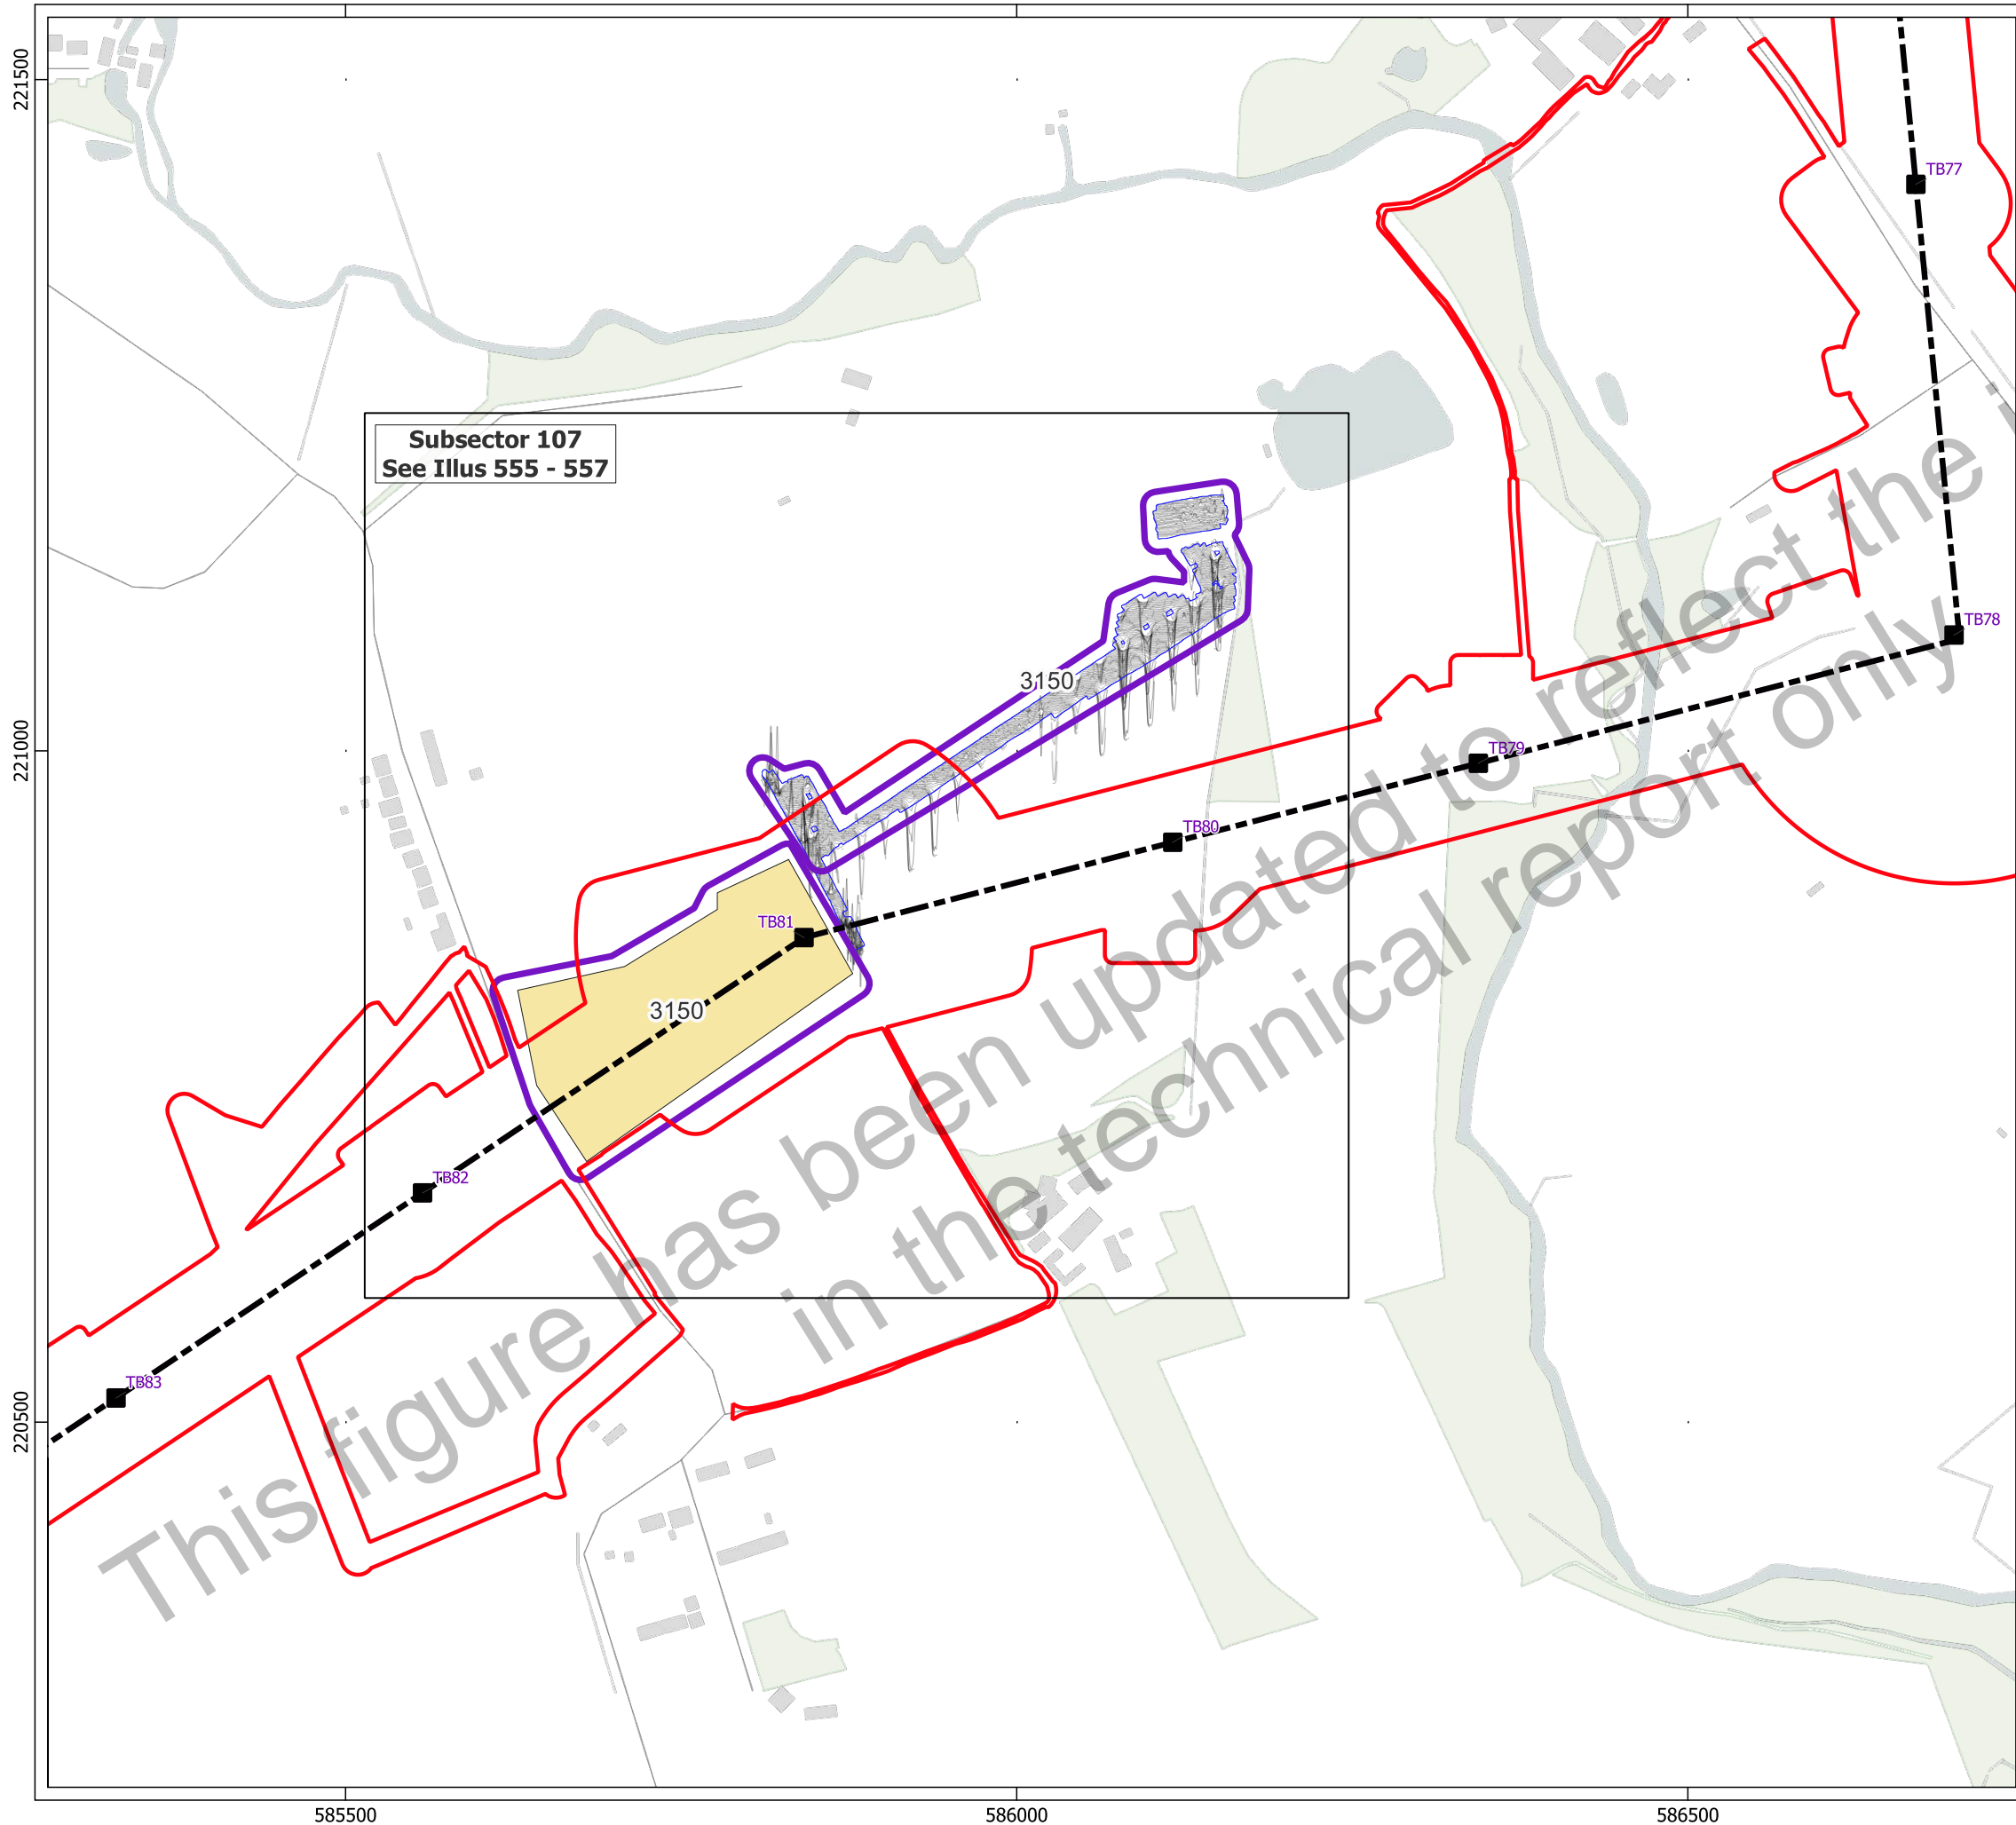 221500
TB77
Subsector 107
See Illus 555 - 557
TB78
3150
221000
TB79
TB80
TB81
3150
TB82
TB83
220500
This figure has been updated to reflect the i
in the technical report only
585500
586000
586500